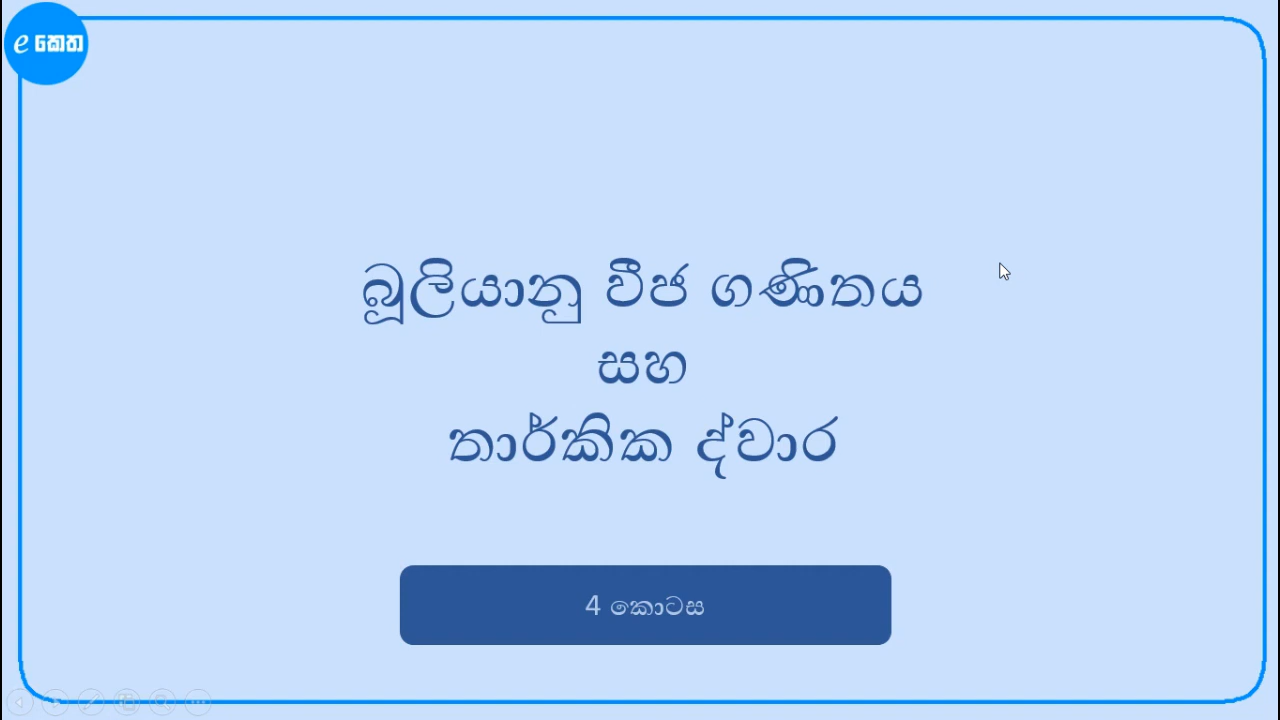 e කෙත
බූලියානු වීජ ගණිතය
සහ
තාර්කික ද්වාර
4 කොටස